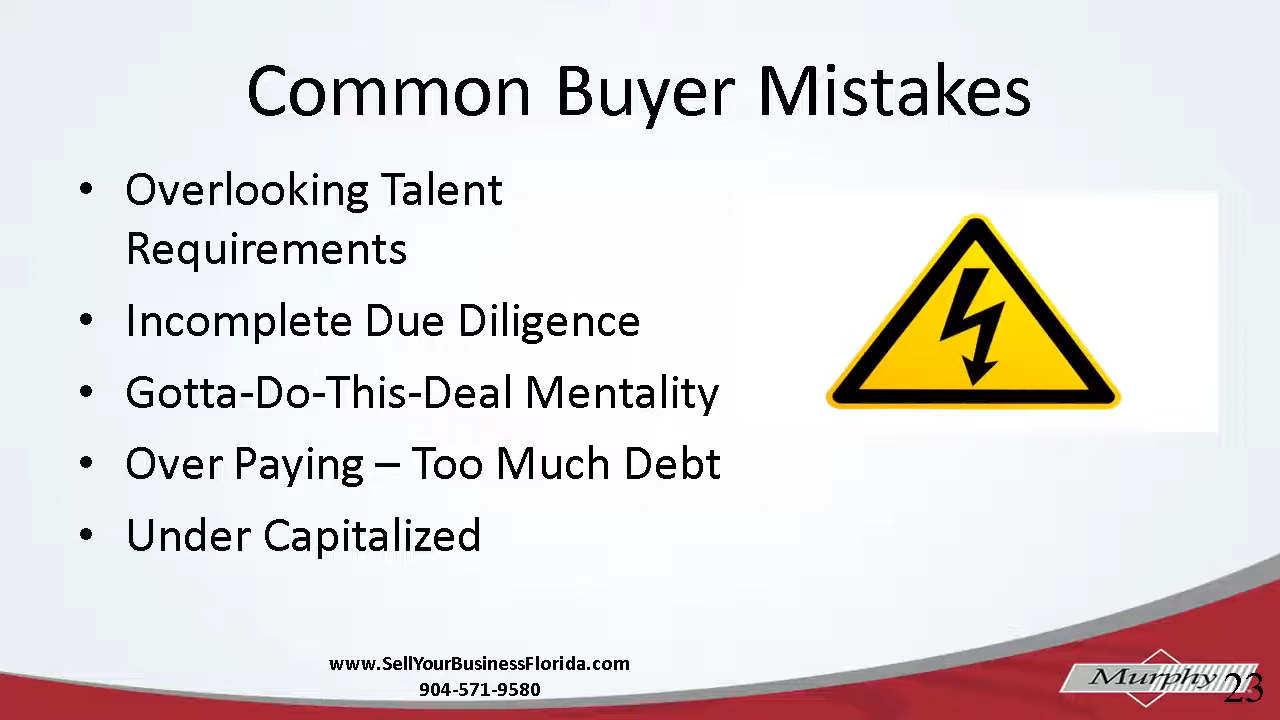 Common Buyer Mistakes
• Overlooking Talent
Requirements
• Incomplete Due Diligence
• Gotta-Do-This-Deal Mentality
• Over Paying – Too Much Debt
• Under Capitalized
www.SellYourBusinessFlorida.com
904-571-9580
Murphy
23